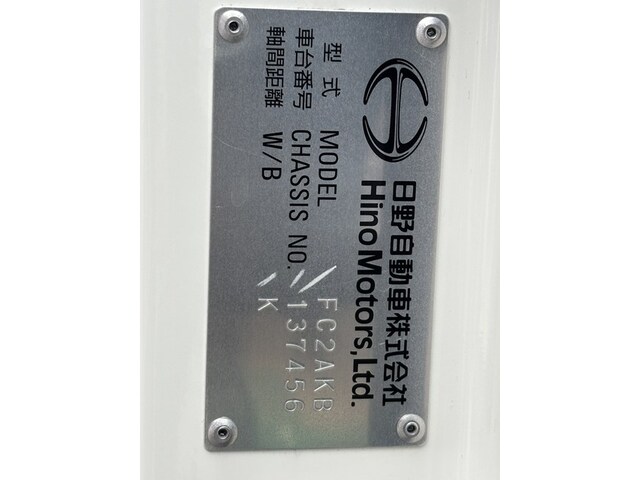 日野自動車株式会社
Hino Motors, Ltd.
型式 MODEL FC2AKB
車台番号 CHASSIS NO. 137456
軸間距離 W/B K